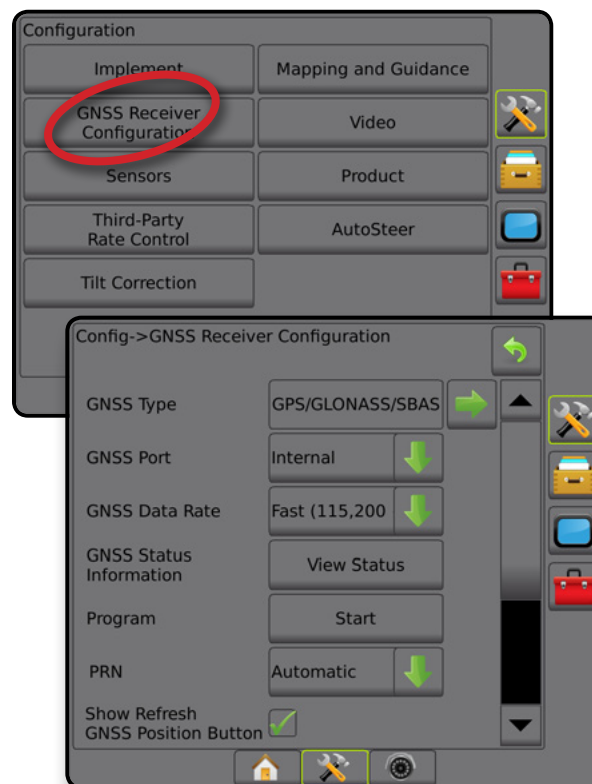 Configuration
Implement
Mapping and Guidance
GNSS Receiver
Configuration
Video
Sensors
Product
Third-Party
Rate Control
AutoSteer
Tilt Correction
Config->GNSS Receiver Configuration
GNSS Type
GPS/GLONASS/SBAS
GNSS Port
Internal
GNSS Data Rate
Fast (115,200
GNSS Status
Information
View Status
Program
Start
PRN
Automatic
Show Refresh
GNSS Position Button